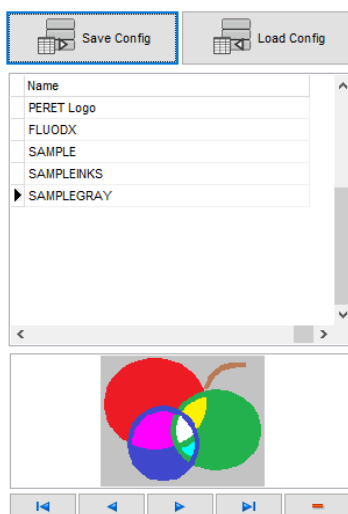 Save Config
Load Config
Name
PERET Logo
FLUODX
SAMPLE
SAMPLEINKS
SAMPLEGRAY